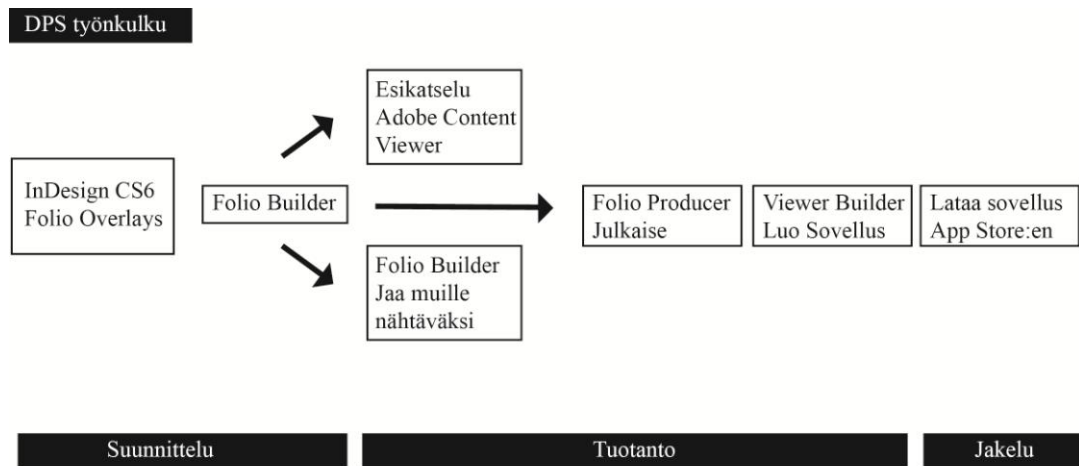 DPS työnkulku
InDesign CS6
Folio Overlays
Folio Builder
Esikatselu
Adobe Content
Viewer
Folio Builder
Jaa muille
nähtäväksi
Folio Producer
Julkaise
Viewer Builder
Luo Sovellus
Lataa sovellus
App Store:en
Suunnittelu
Tuotanto
Jakelu